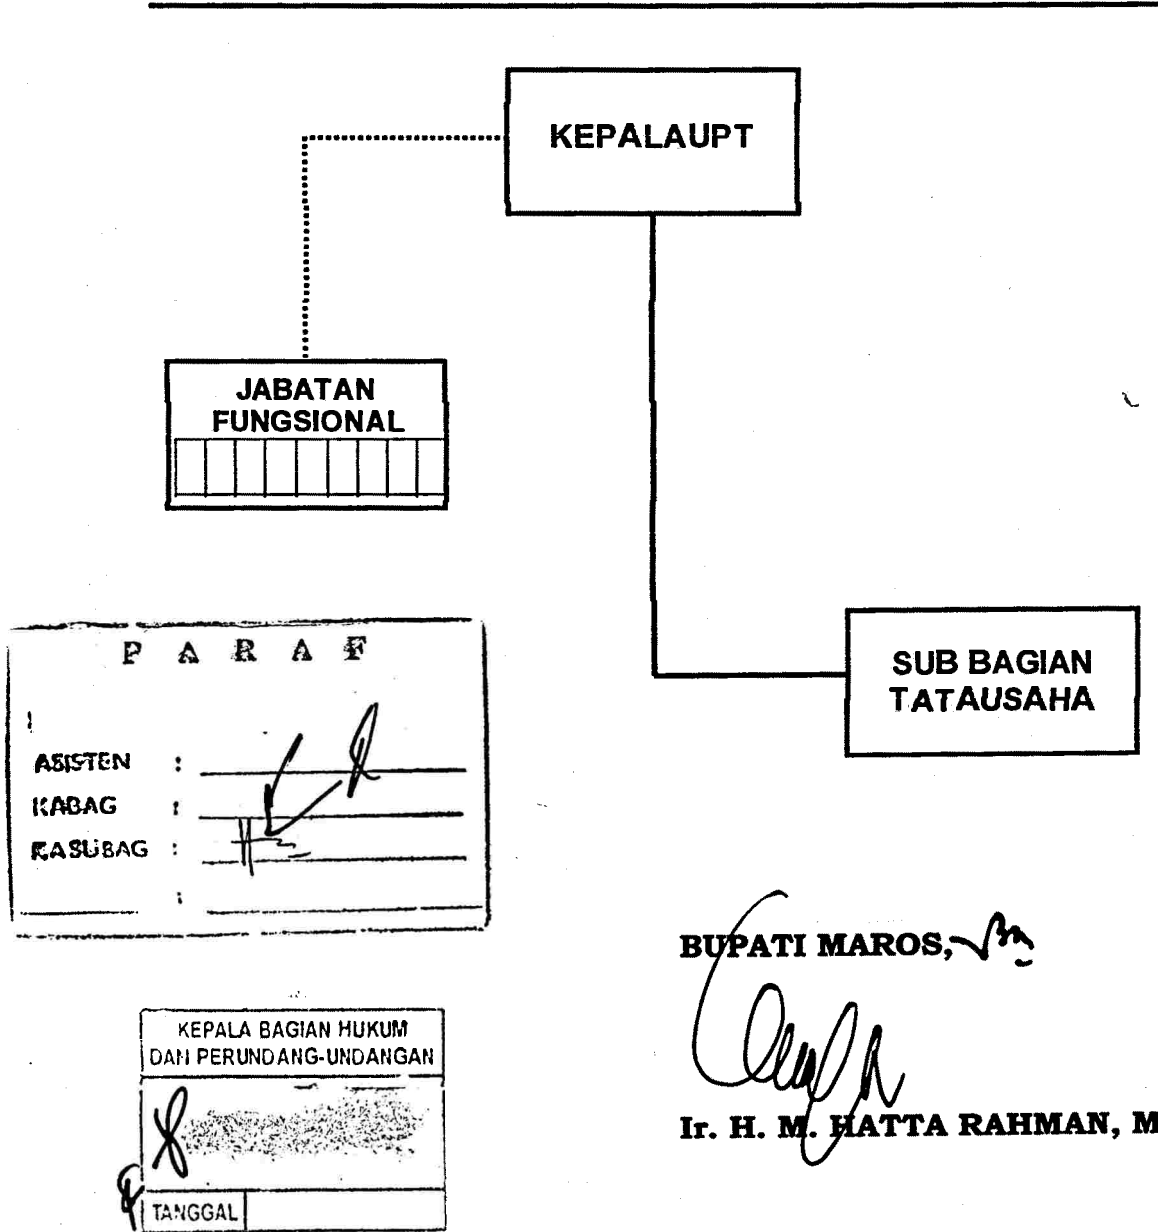 KEPALAUPT
JABATAN
FUNGSIONAL
SUB BAGIAN
TATAUSAHA
P A R A F
ASISTEN :
KABAG :
KASUBAG :
:
BUPATI MAROS,
Ir. H. M. HATTA RAHMAN, M
KEPALA BAGIAN HUKUM
DAN PERUNDANG-UNDANGAN
TANGGAL